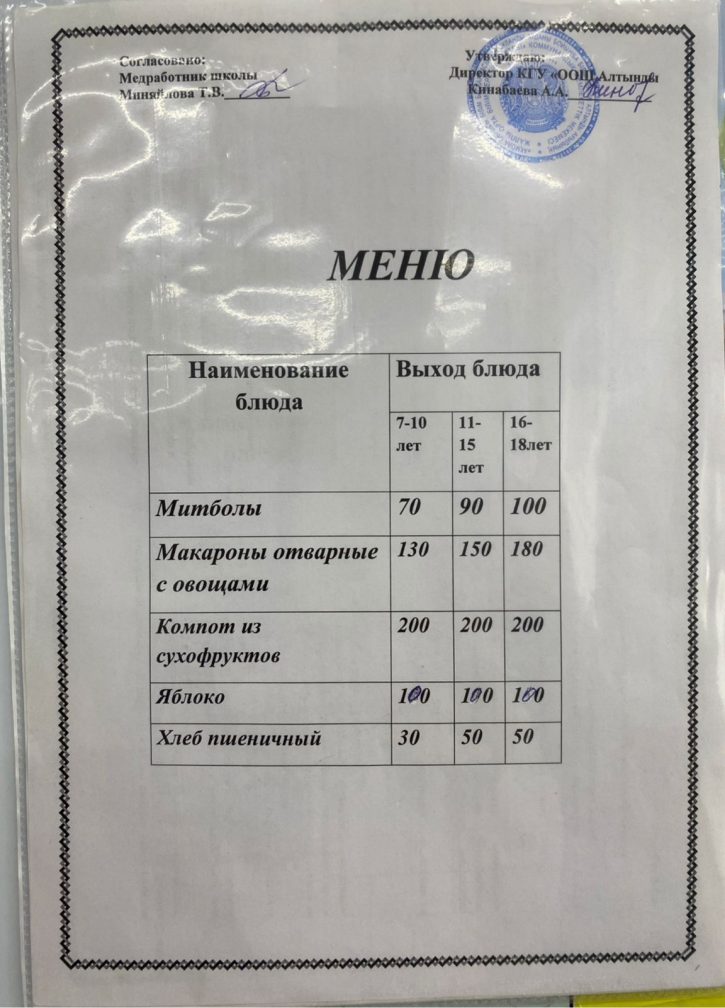 Согласовано:
Медработник школы
Миняйлова Т.В.
Утверждаю:
Директор КГУ «ООШ Алтынды
Кинабаева А.А.
МЕНЮ
Наименование блюда
Выход блюда
7-10 лет
11-15 лет
16-18лет
Митболы 70 90 100
Макароны отварные с овощами 130 150 180
Компот из сухофруктов 200 200 200
Яблоко 100 100 100
Хлеб пшеничный 30 50 50